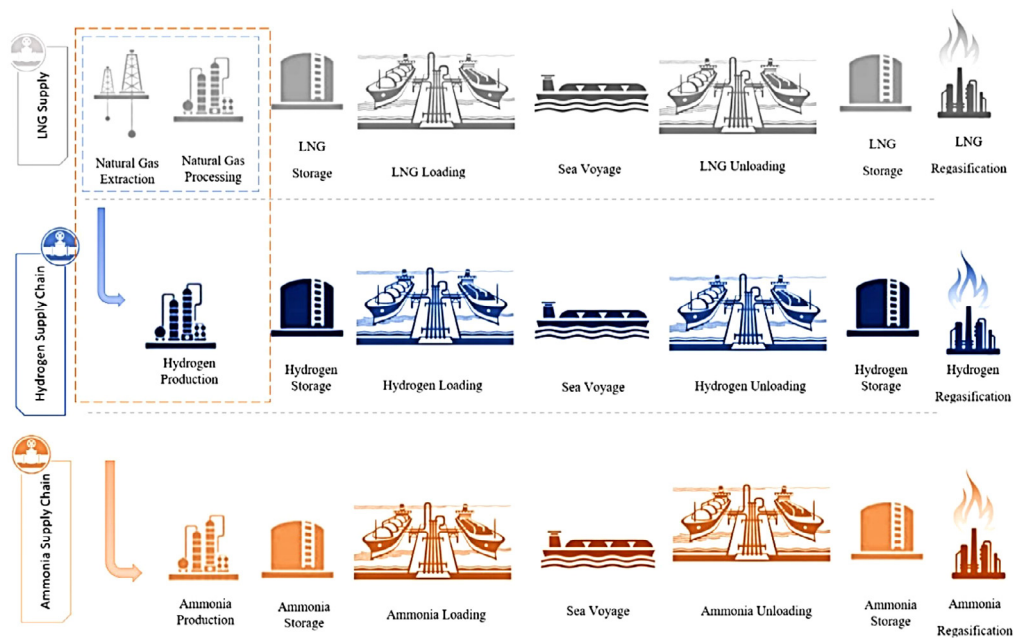 LNG Supply
Natural Gas
Extraction
Natural Gas
Processing
LNG
Storage
LNG Loading
Sea Voyage
LNG Unloading
LNG
Storage
LNG
Regasification
Hydrogen Supply Chain
Hydrogen
Production
Hydrogen
Storage
Hydrogen Loading
Sea Voyage
Hydrogen Unloading
Hydrogen
Storage
Hydrogen
Regasification
Ammonia Supply Chain
Ammonia
Production
Ammonia
Storage
Ammonia Loading
Sea Voyage
Ammonia Unloading
Ammonia
Storage
Ammonia
Regasification